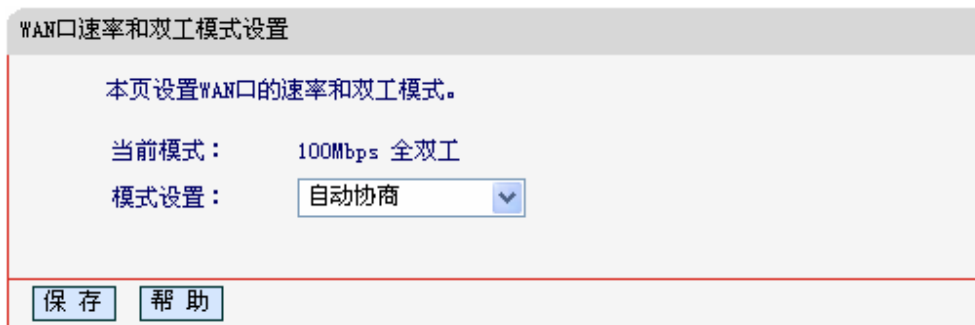 WAN口速率和双工模式设置
本页设置WAN口的速率和双工模式。
当前模式： 100Mbps 全双工
模式设置： 自动协商
保 存 帮 助